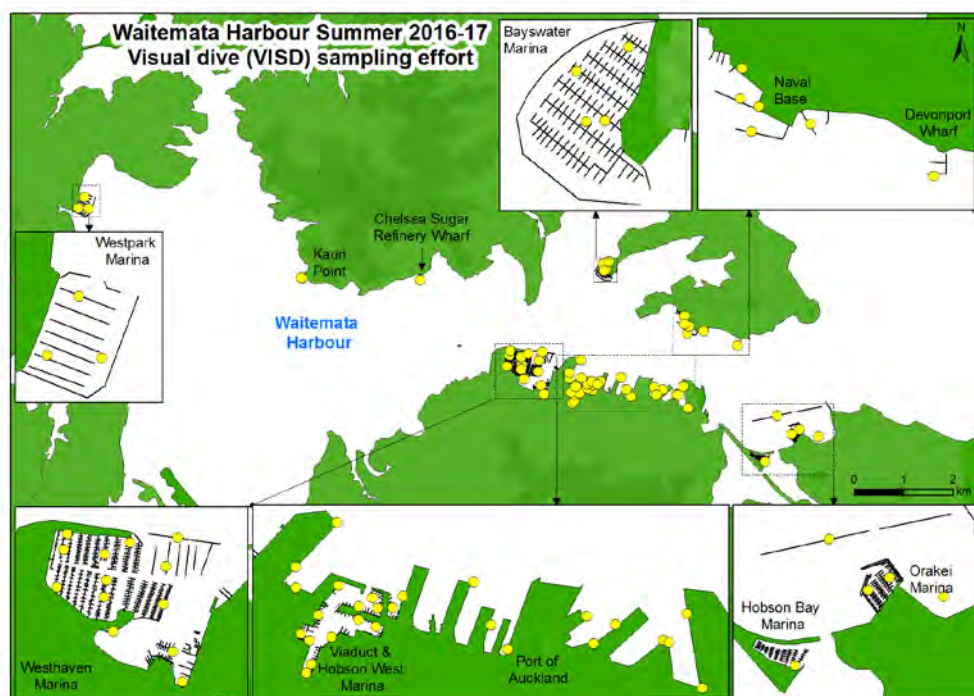 Waitemata Harbour Summer 2016-17
Visual dive (VISD) sampling effort
Bayswater
Marina
N
Naval
Base
Devonport
Wharf
Westpark
Marina
Kauri
Point
Chelsea Sugar
Refinery Wharf
Waitemata
Harbour
0 1 2
km
Westhaven
Marina
Viaduct &
Hobson West
Marina
Port of
Auckland
Hobson Bay
Marina
Orakei
Marina